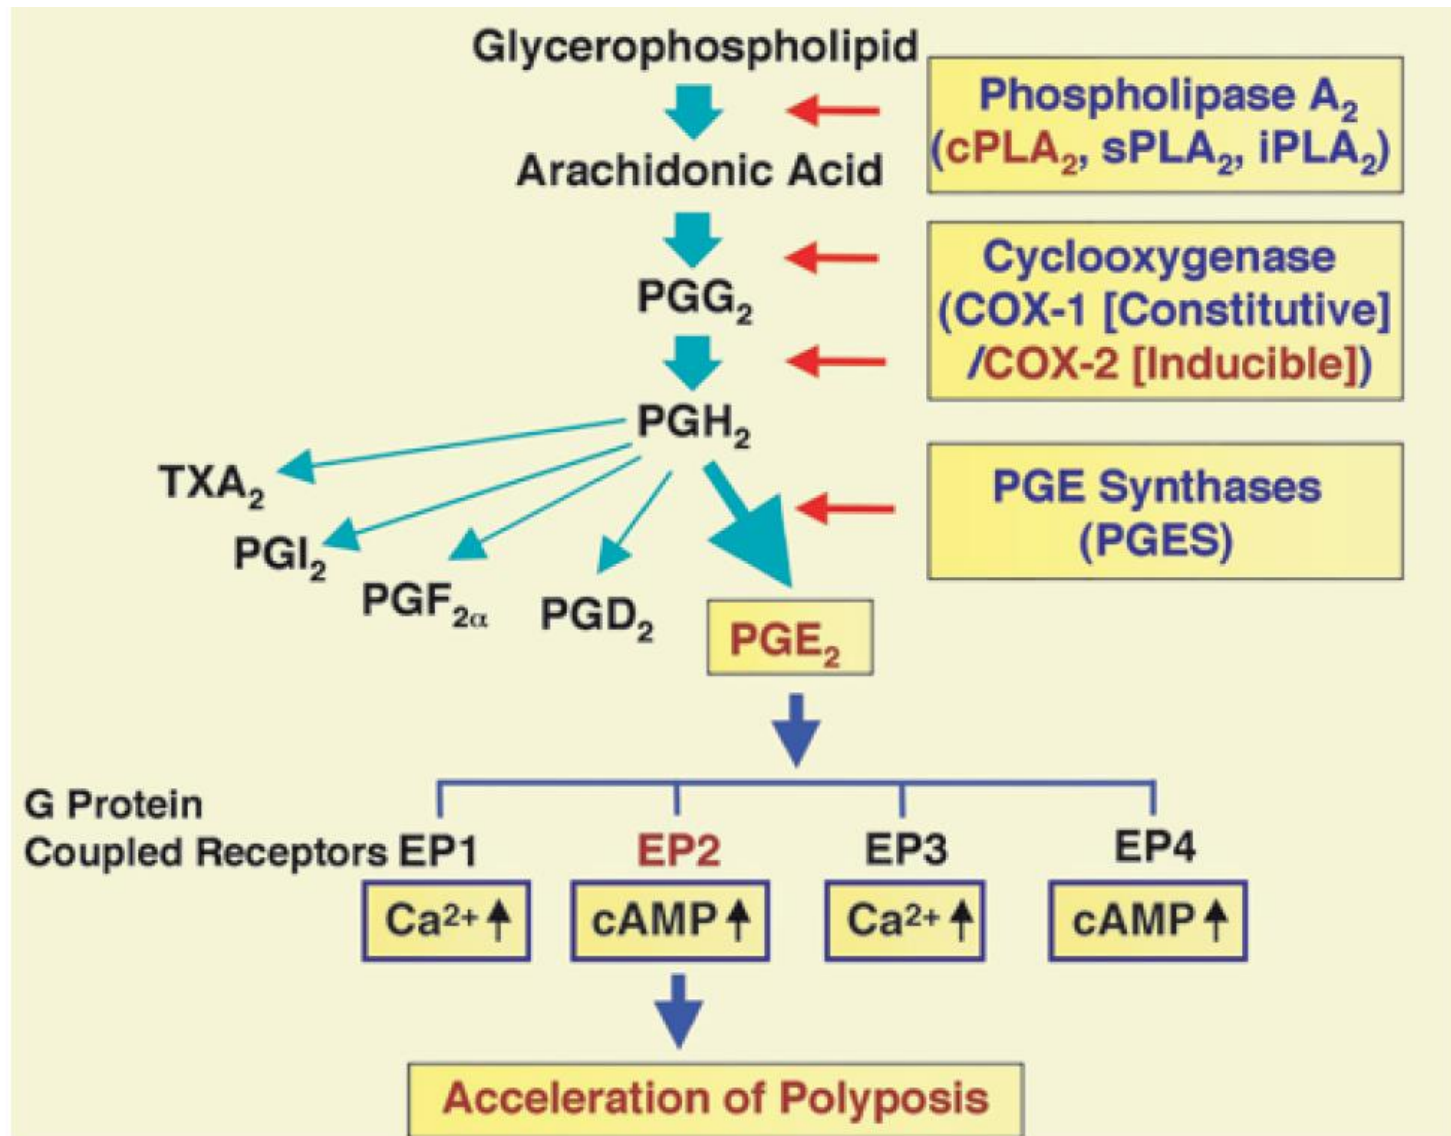 Glycerophospholipid
Phospholipase A₂
(cPLA₂, sPLA₂, iPLA₂)
Arachidonic Acid
Cyclooxygenase
(COX-1 [Constitutive]
/COX-2 [Inducible])
PGG₂
PGH₂
TXA₂
PGI₂
PGF₂α
PGD₂
PGE Synthases
(PGES)
PGE₂
G Protein
Coupled Receptors EP1 EP2 EP3 EP4
Ca²⁺ cAMP Ca²⁺ cAMP
Acceleration of Polyposis